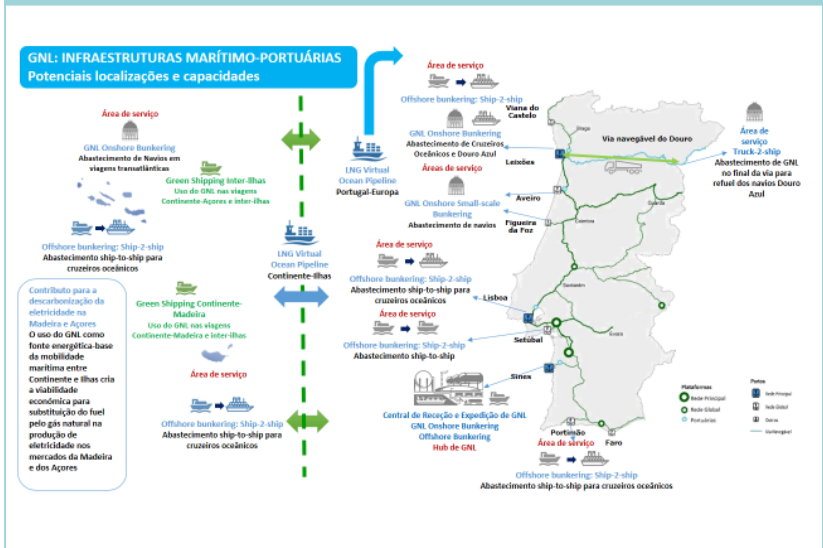 GNL: INFRAESTRUTURAS MARÍTIMO-PORTUÁRIAS
Potenciais localizações e capacidades
Área de serviço
GNL Onshore Bunkering
Abastecimento de Navios em
viagens transatlânticas
Green Shipping Inter-Ilhas
Uso do GNL nas viagens
Continente-Açores e inter-ilhas
Offshore bunkering: Ship-2-ship
Abastecimento ship-to-ship para
cruzeiros oceânicos
Contributo para a
descarbonização da
eletricidade na
Madeira e Açores
O uso do GNL como
fonte energética-base
da mobilidade
marítima entre
Continente e Ilhas cria
a viabilidade
económica para
substituição do fuel
pelo gás natural na
produção de
eletricidade nos
mercados da Madeira
e dos Açores
Green Shipping Continente-
Madeira
Uso do GNL nas viagens
Continente-Madeira e inter-ilhas
Área de serviço
Offshore bunkering: Ship-2-ship
Abastecimento ship-to-ship para
cruzeiros oceânicos
LNG Virtual
Ocean Pipeline
Portugal-Europa
LNG Virtual
Ocean Pipeline
Continente-Ilhas
Área de serviço
Offshore bunkering: Ship-2-ship
Viana do
Castelo
GNL Onshore Bunkering
Abastecimento de Cruzeiros
Oceânicos e Douro Azul
Leixões
Áreas de serviço
Aveiro
GNL Onshore Small-scale
Bunkering
Abastecimento de navios
Figueira
da Foz
Área de serviço
Offshore bunkering: Ship-2-ship
Abastecimento ship-to-ship para
cruzeiros oceânicos
Lisboa
Área de serviço
Offshore bunkering: Ship-2-ship
Abastecimento ship-to-ship
Setúbal
Sines
Central de Receção e Expedição de GNL
GNL Onshore Bunkering
Offshore Bunkering
Hub de GNL
Portimão
Faro
Área de serviço
Offshore bunkering: Ship-2-ship
Abastecimento ship-to-ship para cruzeiros oceânicos
Via navegável do Douro
Área de
serviço
Truck-2-ship
Abastecimento de GNL
no final da via para
refuel dos navios Douro
Azul
Braga
Guarda
Coimbra
Santarém
Évora
Plataformas
Rede Principal
Rede Global
Portuárias
Portos
Rede Principal
Rede Global
Outros